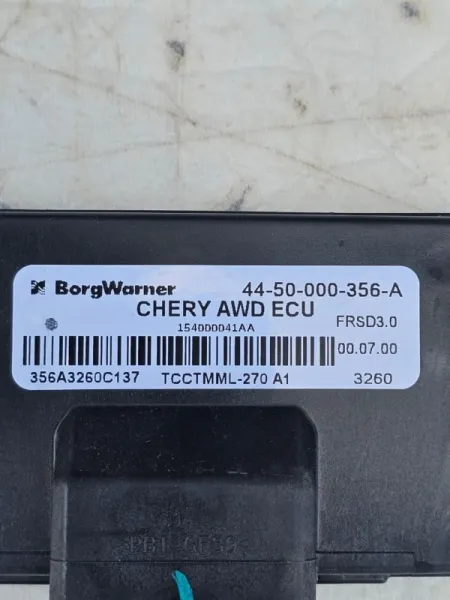 BorgWarner 44-50-000-356-A
CHERY AWD ECU
154000041AA FRSD3.0
00.07.00
356A3260C137 TCCTMML-270 A1 3260